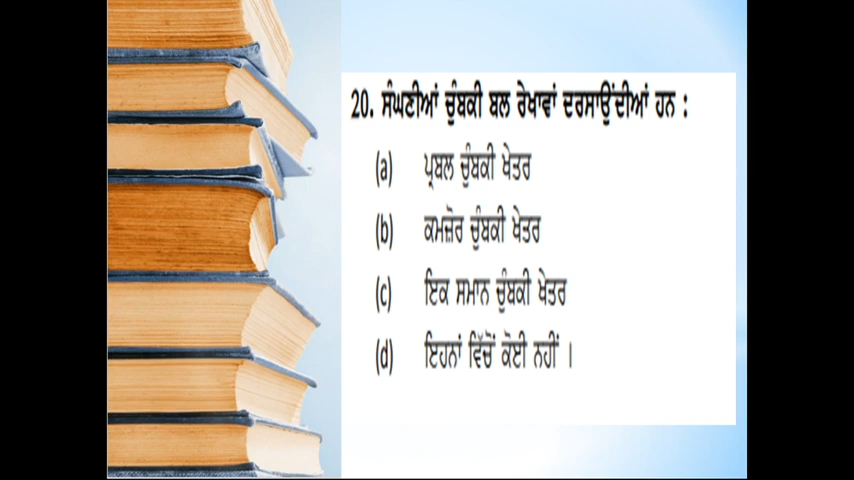 20. ਸੰਘਣੀਆਂ ਚੁੰਬਕੀ ਬਲ ਰੇਖਾਵਾਂ ਦਰਸਾਉਂਦੀਆਂ ਹਨ :
(a) ਪ੍ਰਬਲ ਚੁੰਬਕੀ ਖੇਤਰ
(b) ਕਮਜ਼ੋਰ ਚੁੰਬਕੀ ਖੇਤਰ
(c) ਇਕ ਸਮਾਨ ਚੁੰਬਕੀ ਖੇਤਰ
(d) ਇਹਨਾਂ ਵਿੱਚੋਂ ਕੋਈ ਨਹੀਂ ।